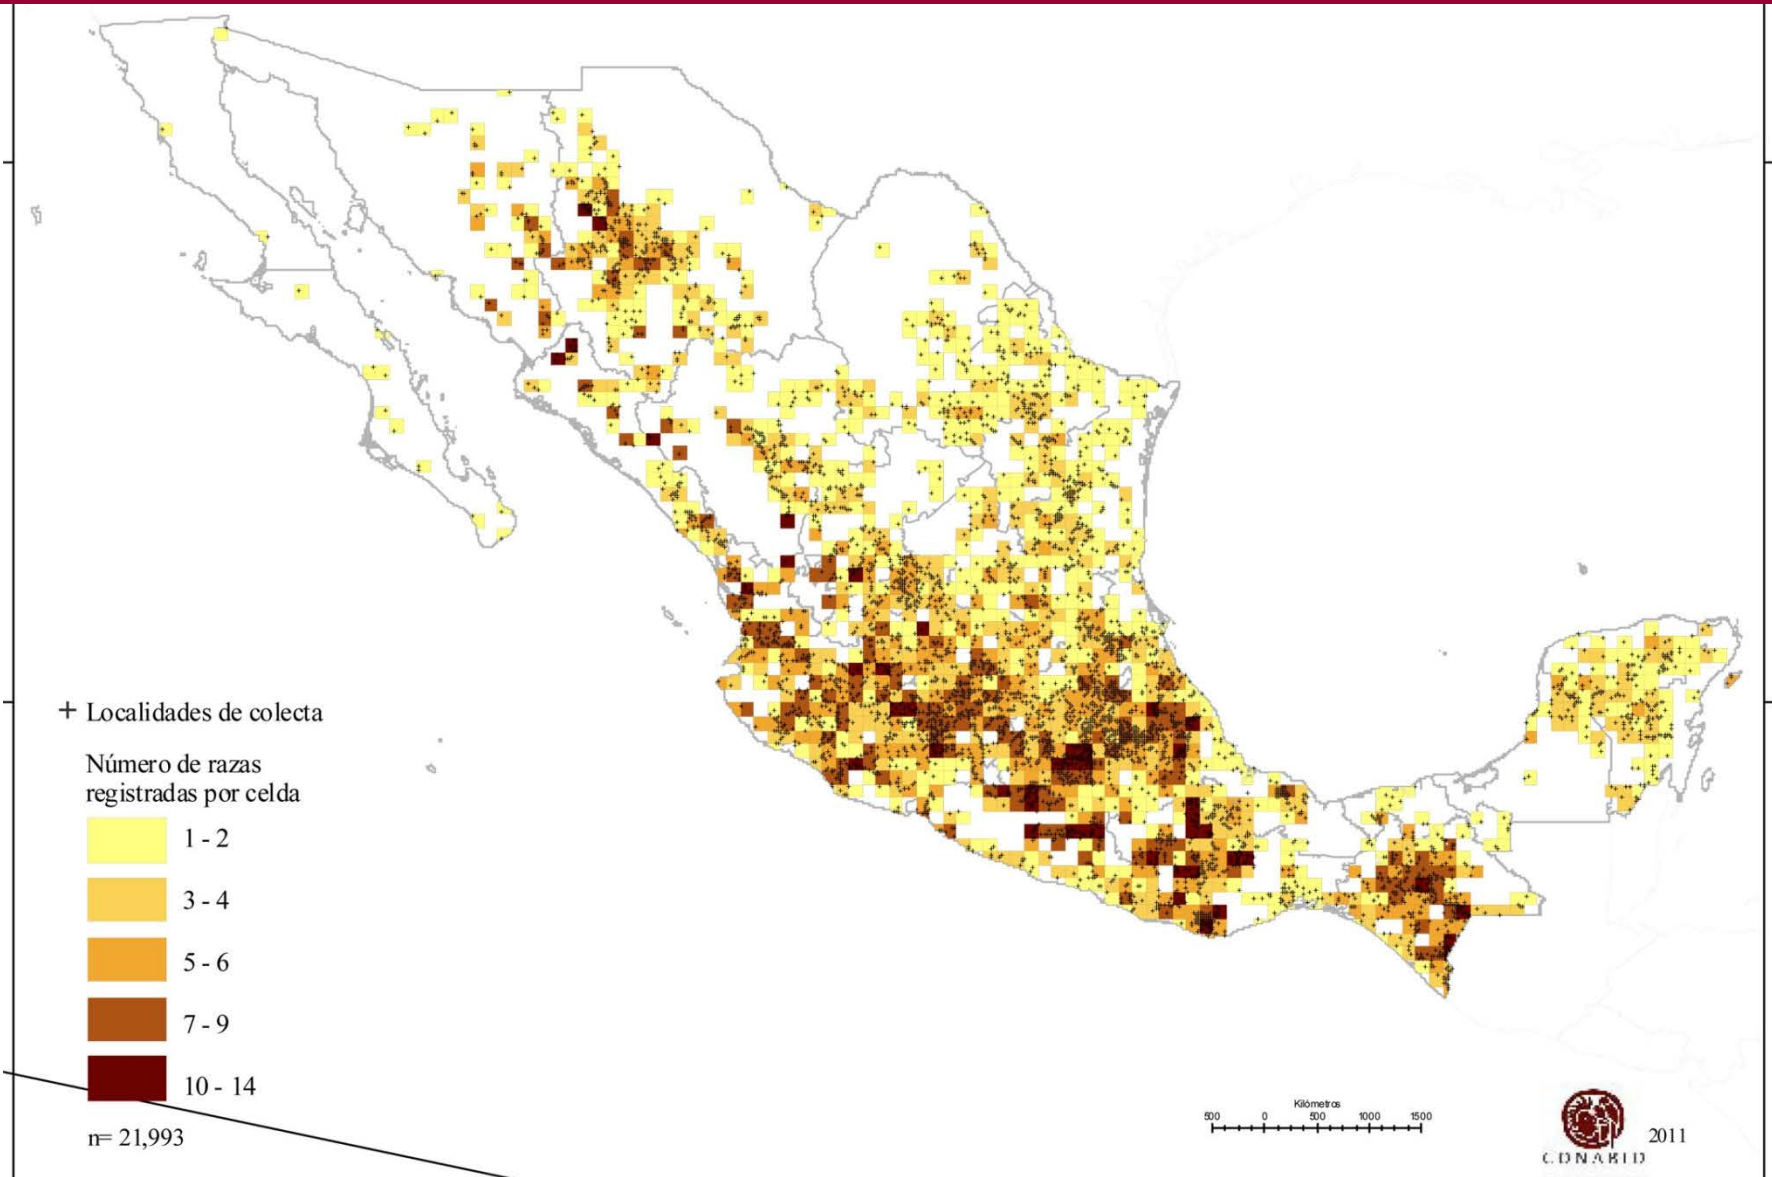 Localidades de colecta
Número de razas
registradas por celda
1 - 2
3 - 4
5 - 6
7 - 9
10 - 14
n= 21,993
Kilómetros
500 0 500 1000 1500
2011
CONABIO